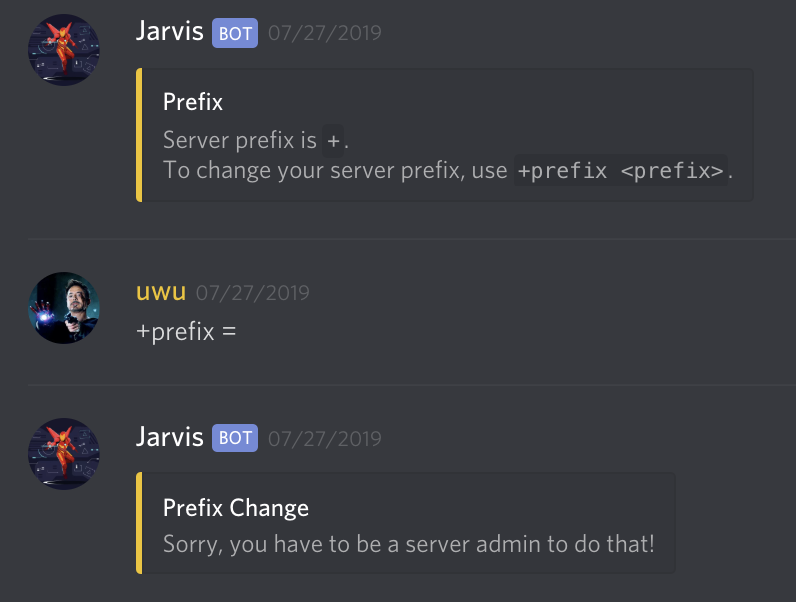 Jarvis BOT 07/27/2019
Prefix
Server prefix is +.
To change your server prefix, use +prefix <prefix>.
uwu 07/27/2019
+prefix =
Jarvis BOT 07/27/2019
Prefix Change
Sorry, you have to be a server admin to do that!